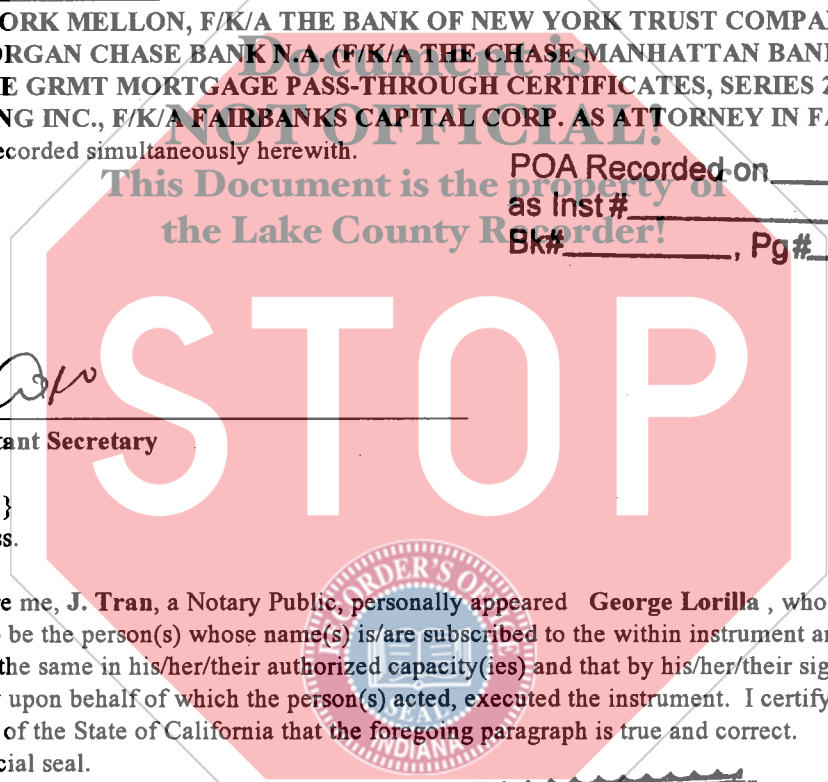 ORK MELLON, F/K/A THE BANK OF NEW YORK TRUST COMPA
ORGAN CHASE BANK N.A. (F/K/A THE CHASE MANHATTAN BANK
E GRMT MORTGAGE PASS-THROUGH CERTIFICATES, SERIES 2
NG INC., F/K/A FAIRBANKS CAPITAL CORP. AS ATTORNEY IN FA
ecorded simultaneously herewith.
Document is
NOT OFFICIAL!
This Document is the property of
the Lake County Recorder!
POA Recorded on
as Inst #
Bk# , Pg#
STOP
tant Secretary
}
ss.
re me, J. Tran, a Notary Public, personally appeared George Lorilla , who
o be the person(s) whose name(s) is/are subscribed to the within instrument an
the same in his/her/their authorized capacity(ies) and that by his/her/their sig
y upon behalf of which the person(s) acted, executed the instrument. I certify
of the State of California that the foregoing paragraph is true and correct.
cial seal.
RECORDER'S OFFICE
SEAL
INDIANA